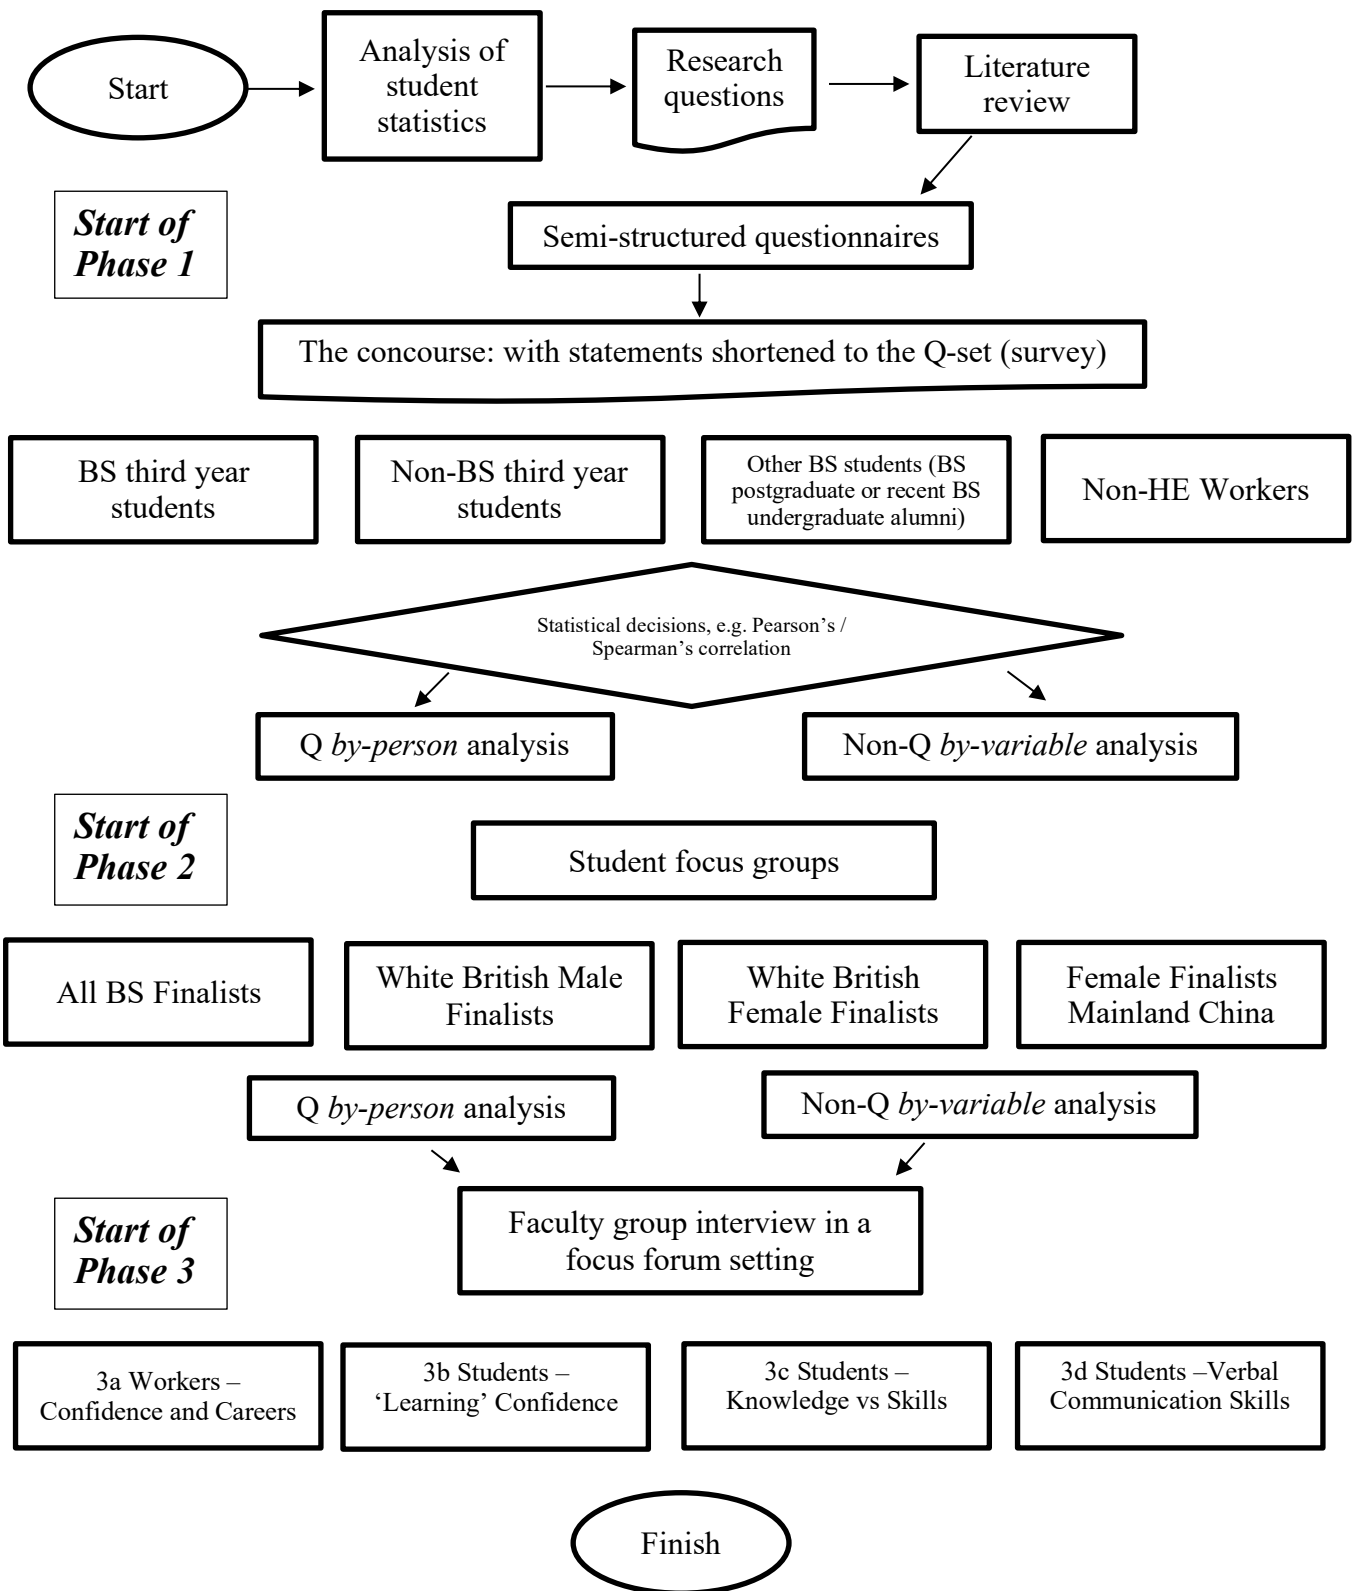 Start
Analysis of
student
statistics
Research
questions
Literature
review
Start of
Phase 1
Semi-structured questionnaires
The concourse: with statements shortened to the Q-set (survey)
BS third year
students
Non-BS third year
students
Other BS students (BS
postgraduate or recent BS
undergraduate alumni)
Non-HE Workers
Statistical decisions, e.g. Pearson’s /
Spearman’s correlation
Q by-person analysis
Non-Q by-variable analysis
Start of
Phase 2
Student focus groups
All BS Finalists
White British Male
Finalists
White British
Female Finalists
Female Finalists
Mainland China
Q by-person analysis
Non-Q by-variable analysis
Start of
Phase 3
Faculty group interview in a
focus forum setting
3a Workers –
Confidence and Careers
3b Students –
‘Learning’ Confidence
3c Students –
Knowledge vs Skills
3d Students –Verbal
Communication Skills
Finish